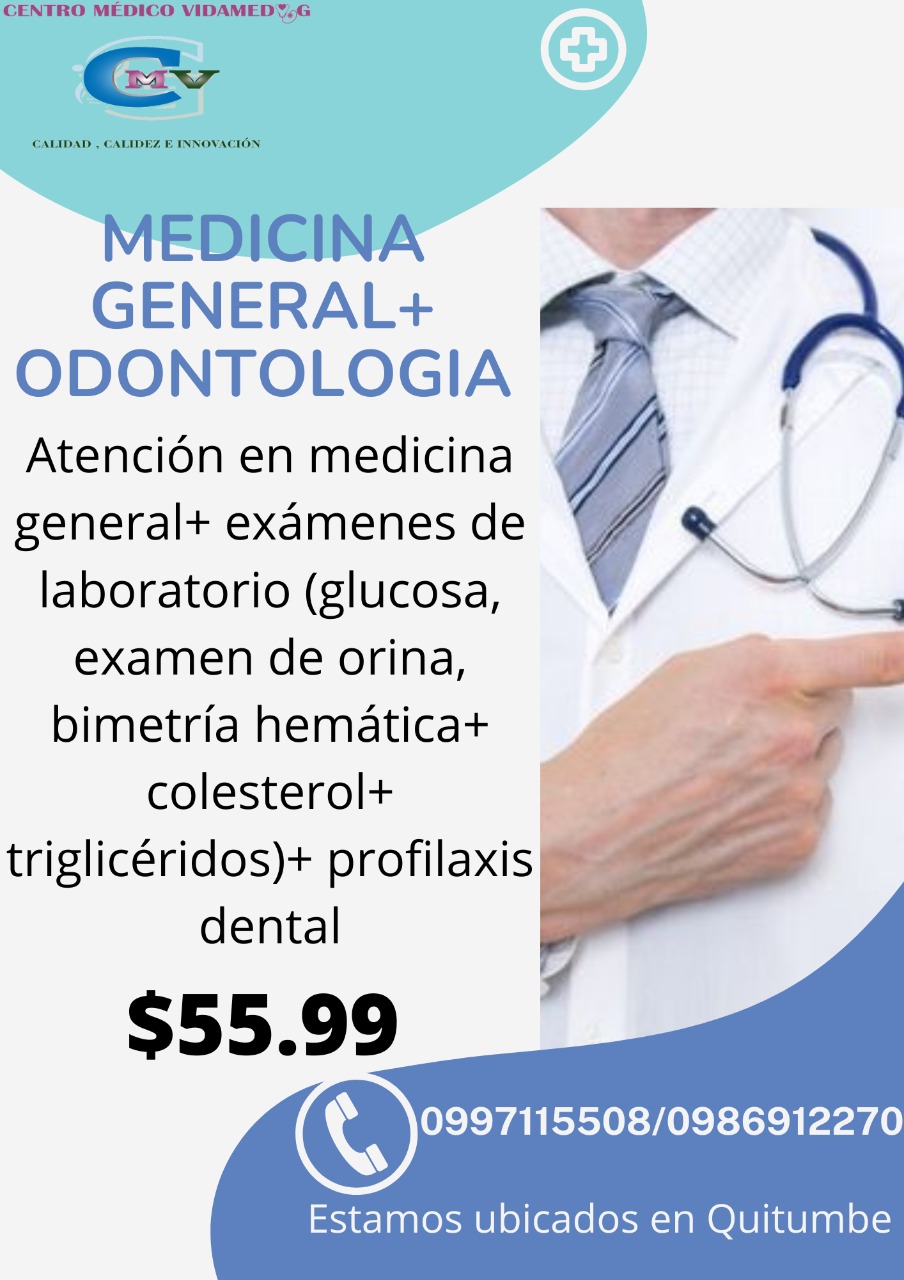 CENTRO MÉDICO VIDAMED G
CMV
CALIDAD , CALIDEZ E INNOVACIÓN
MEDICINA
GENERAL+
ODONTOLOGIA
Atención en medicina
general+ exámenes de
laboratorio (glucosa,
examen de orina,
bimetría hemática+
colesterol+
triglicéridos)+ profilaxis
dental
$55.99
0997115508/0986912270
Estamos ubicados en Quitumbe